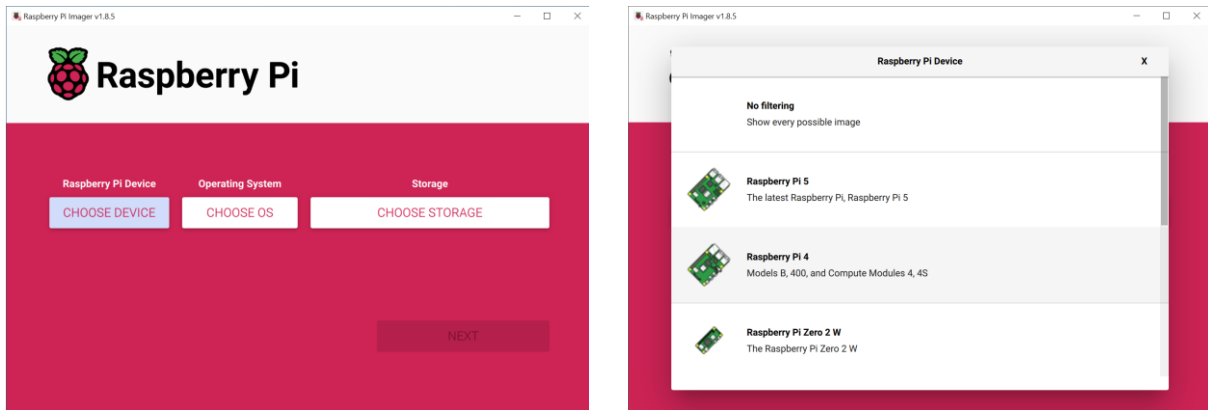 Raspberry Pi Imager v1.8.5
Raspberry Pi
Raspberry Pi Device
Operating System
Storage
CHOOSE DEVICE
CHOOSE OS
CHOOSE STORAGE
NEXT
Raspberry Pi Imager v1.8.5
Raspberry Pi Device
X
No filtering
Show every possible image
Raspberry Pi 5
The latest Raspberry Pi, Raspberry Pi 5
Raspberry Pi 4
Models B, 400, and Compute Modules 4, 4S
Raspberry Pi Zero 2 W
The Raspberry Pi Zero 2 W